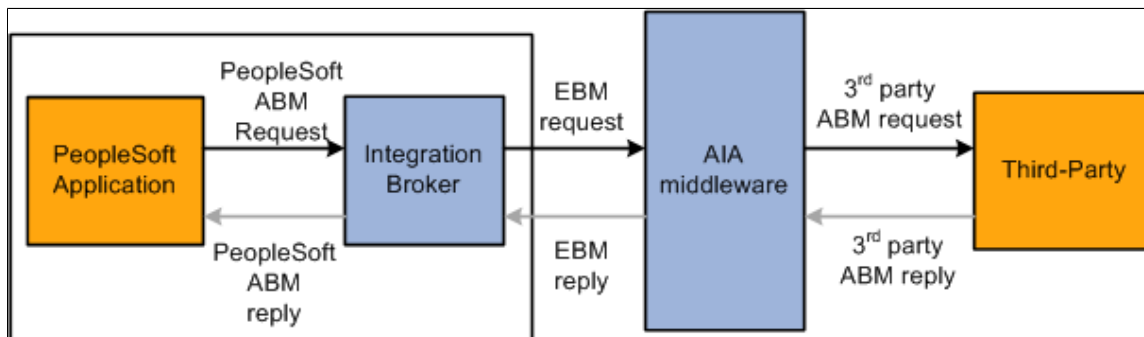 PeopleSoft
Application
PeopleSoft
ABM
Request
PeopleSoft
ABM
reply
Integration
Broker
EBM
request
EBM
reply
AIA
middleware
3rd party
ABM request
3rd party
ABM reply
Third-Party